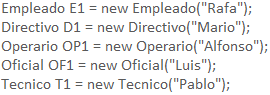 Empleado E1 = new Empleado("Rafa");
Directivo D1 = new Directivo("Mario");
Operario OP1 = new Operario("Alfonso");
Oficial OF1 = new Oficial("Luis");
Tecnico T1 = new Tecnico("Pablo");